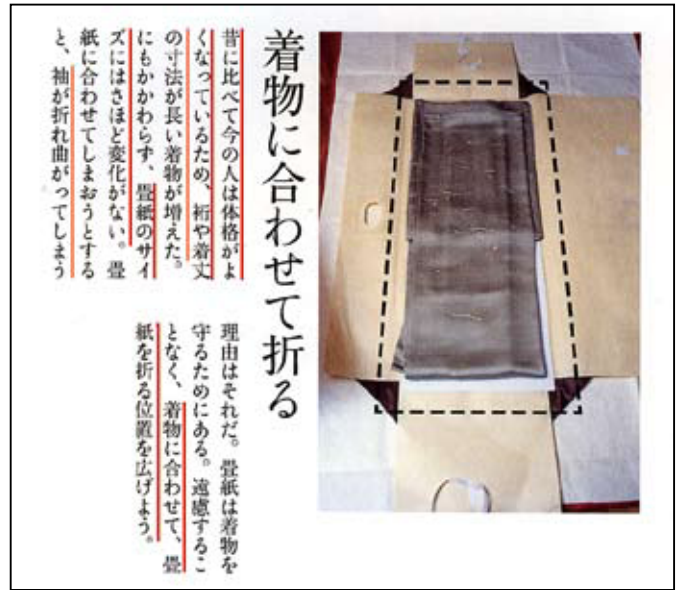 着物に合わせて折る
昔に比べて今の人は体格がよ
くなっているため、裄や着丈
の寸法が長い着物が増えた。
にもかかわらず、畳紙のサイ
ズにはさほど変化がない。畳
紙に合わせてしまおうとする
と、袖が折れ曲がってしまう
理由はそれだ。畳紙は着物を
守るためにある。遠慮するこ
となく、着物に合わせて、畳
紙を折る位置を広げよう。